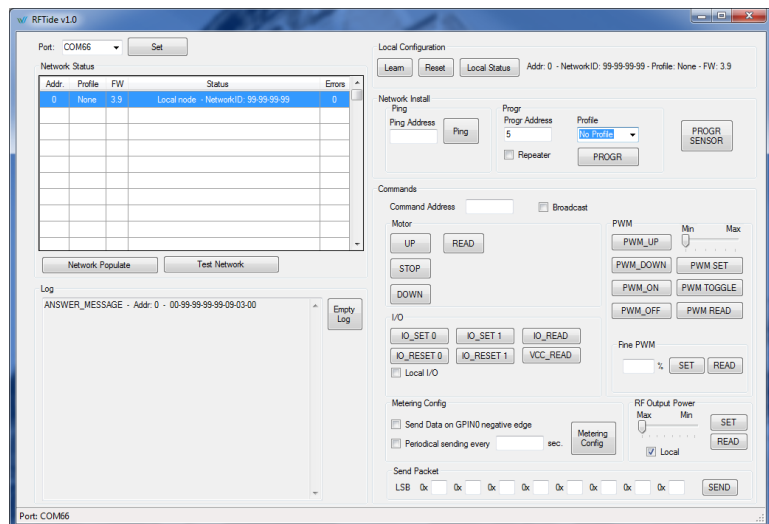 RFTide v1.0
Port: COM66 Set
Network Status
Addr. Profile FW Status Errors
0 None 3.9 Local node - NetworkID: 99-99-99-99 0
Network Populate Test Network
Log
ANSWER_MESSAGE - Addr: 0 - 00-99-99-99-99-09-03-00
Empty Log
Local Configuration
Learn Reset Local Status Addr: 0 - NetworkID: 99-99-99-99 - Profile: None - FW: 3.9
Network Install
Ping
Ping Address
Ping
Progr
Progr Address Profile
5 No Profile
Repeater PROGR
PROGR SENSOR
Commands
Command Address Broadcast
Motor
UP READ
STOP
DOWN
I/O
IO_SET 0 IO_SET 1 IO_READ
IO_RESET 0 IO_RESET 1 VCC_READ
Local I/O
PWM
Min Max
PWM_UP
PWM_DOWN PWM SET
PWM_ON PWM TOGGLE
PWM_OFF PWM READ
Fine PWM
% SET READ
Metering Config
Send Data on GPIN0 negative edge
Periodical sending every sec.
Metering Config
RF Output Power
Max Min
SET
READ
Local
Send Packet
LSB 0x 0x 0x 0x 0x 0x 0x 0x SEND
Port: COM66